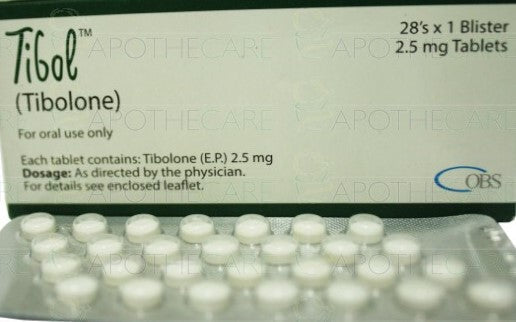 Tibol™
28's x 1 Blister
2.5 mg Tablets
(Tibolone)
For oral use only
Each tablet contains: Tibolone (E.P.) 2.5 mg
Dosage: As directed by the physician.
For details see enclosed leaflet.
OBS
APOTHECARE
APOTHECARE
APOTHECARE
APOTHECARE